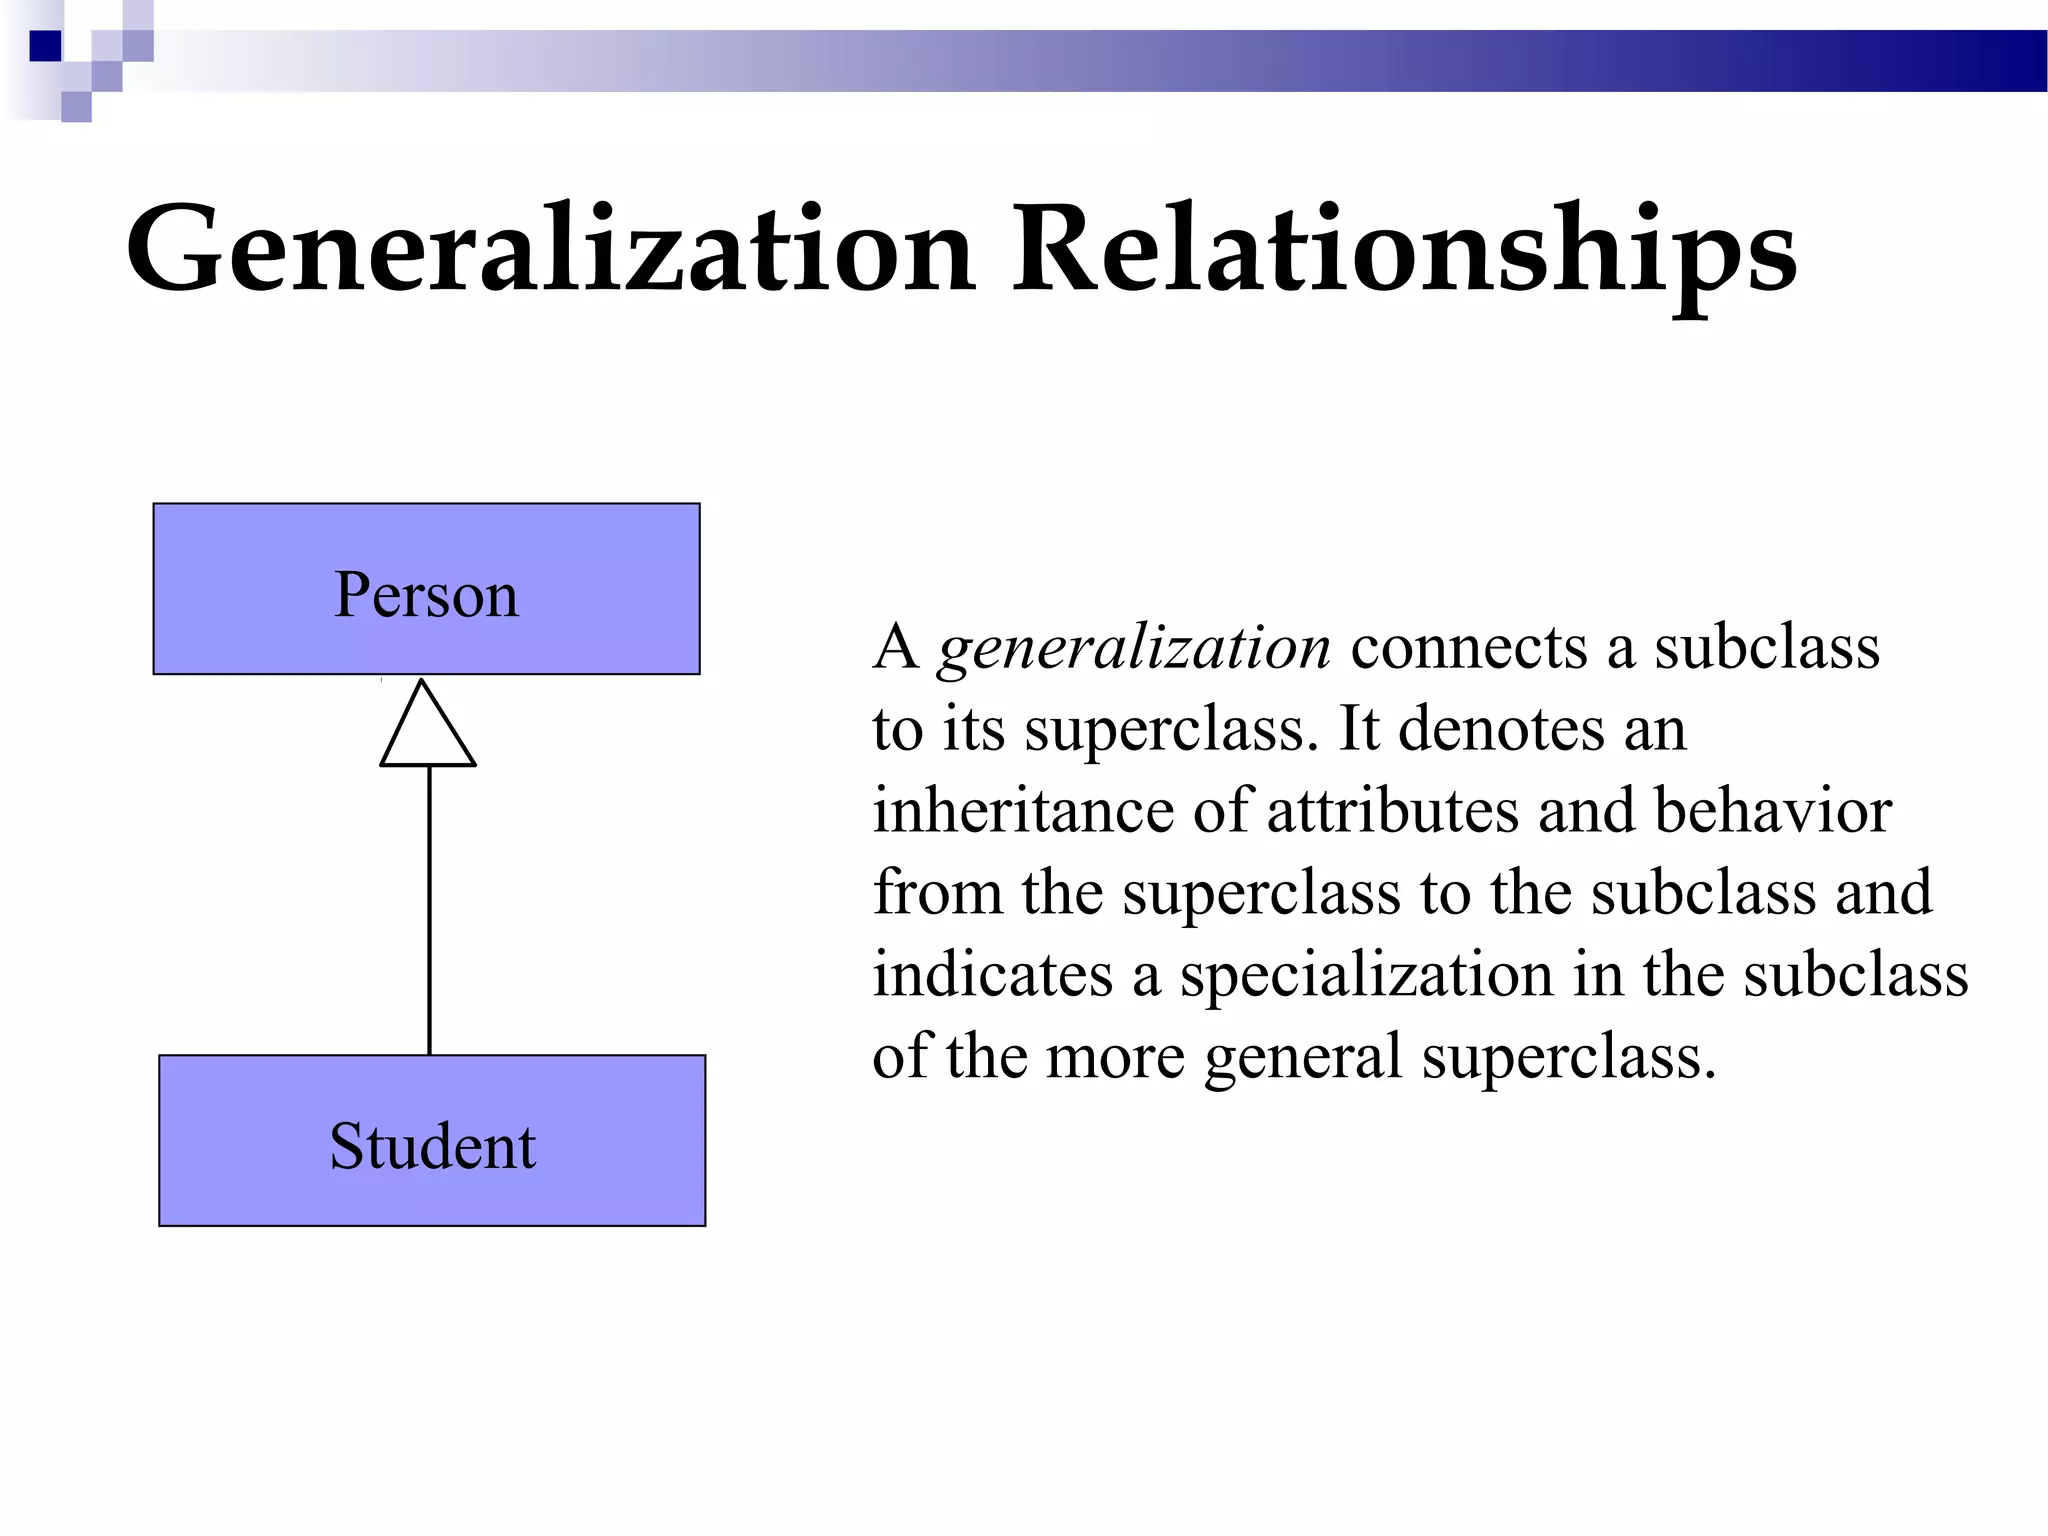 Generalization Relationships
Person
A generalization connects a subclass
to its superclass. It denotes an
inheritance of attributes and behavior
from the superclass to the subclass and
indicates a specialization in the subclass
of the more general superclass.
Student